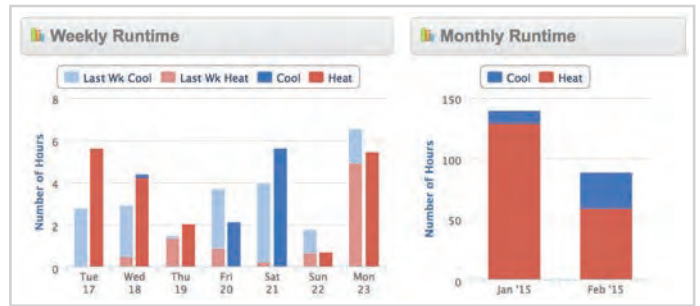 Weekly Runtime
Last Wk Cool Last Wk Heat Cool Heat
Number of Hours
8
6
4
2
0
Tue Wed Thu Fri Sat Sun Mon
17 18 19 20 21 22 23
Monthly Runtime
Cool Heat
Number of Hours
150
100
50
0
Jan '15 Feb '15